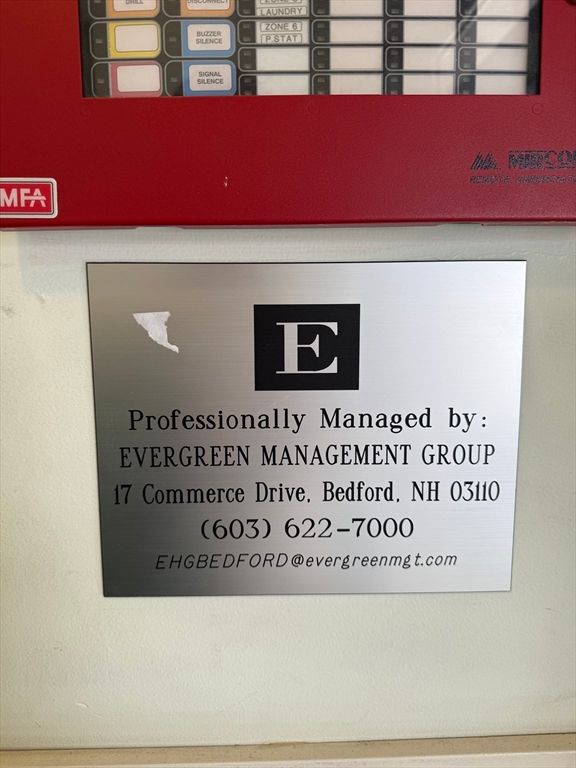 DRILL
DISCONNECT
LAUNDRY
BUZZER
SILENCE
ZONE 6
P.STAT
SIGNAL
SILENCE
MIRCOM
MFA
E
Professionally Managed by:
EVERGREEN MANAGEMENT GROUP
17 Commerce Drive, Bedford, NH 03110
(603) 622-7000
EHGBEDFORD@evergreenmgt.com